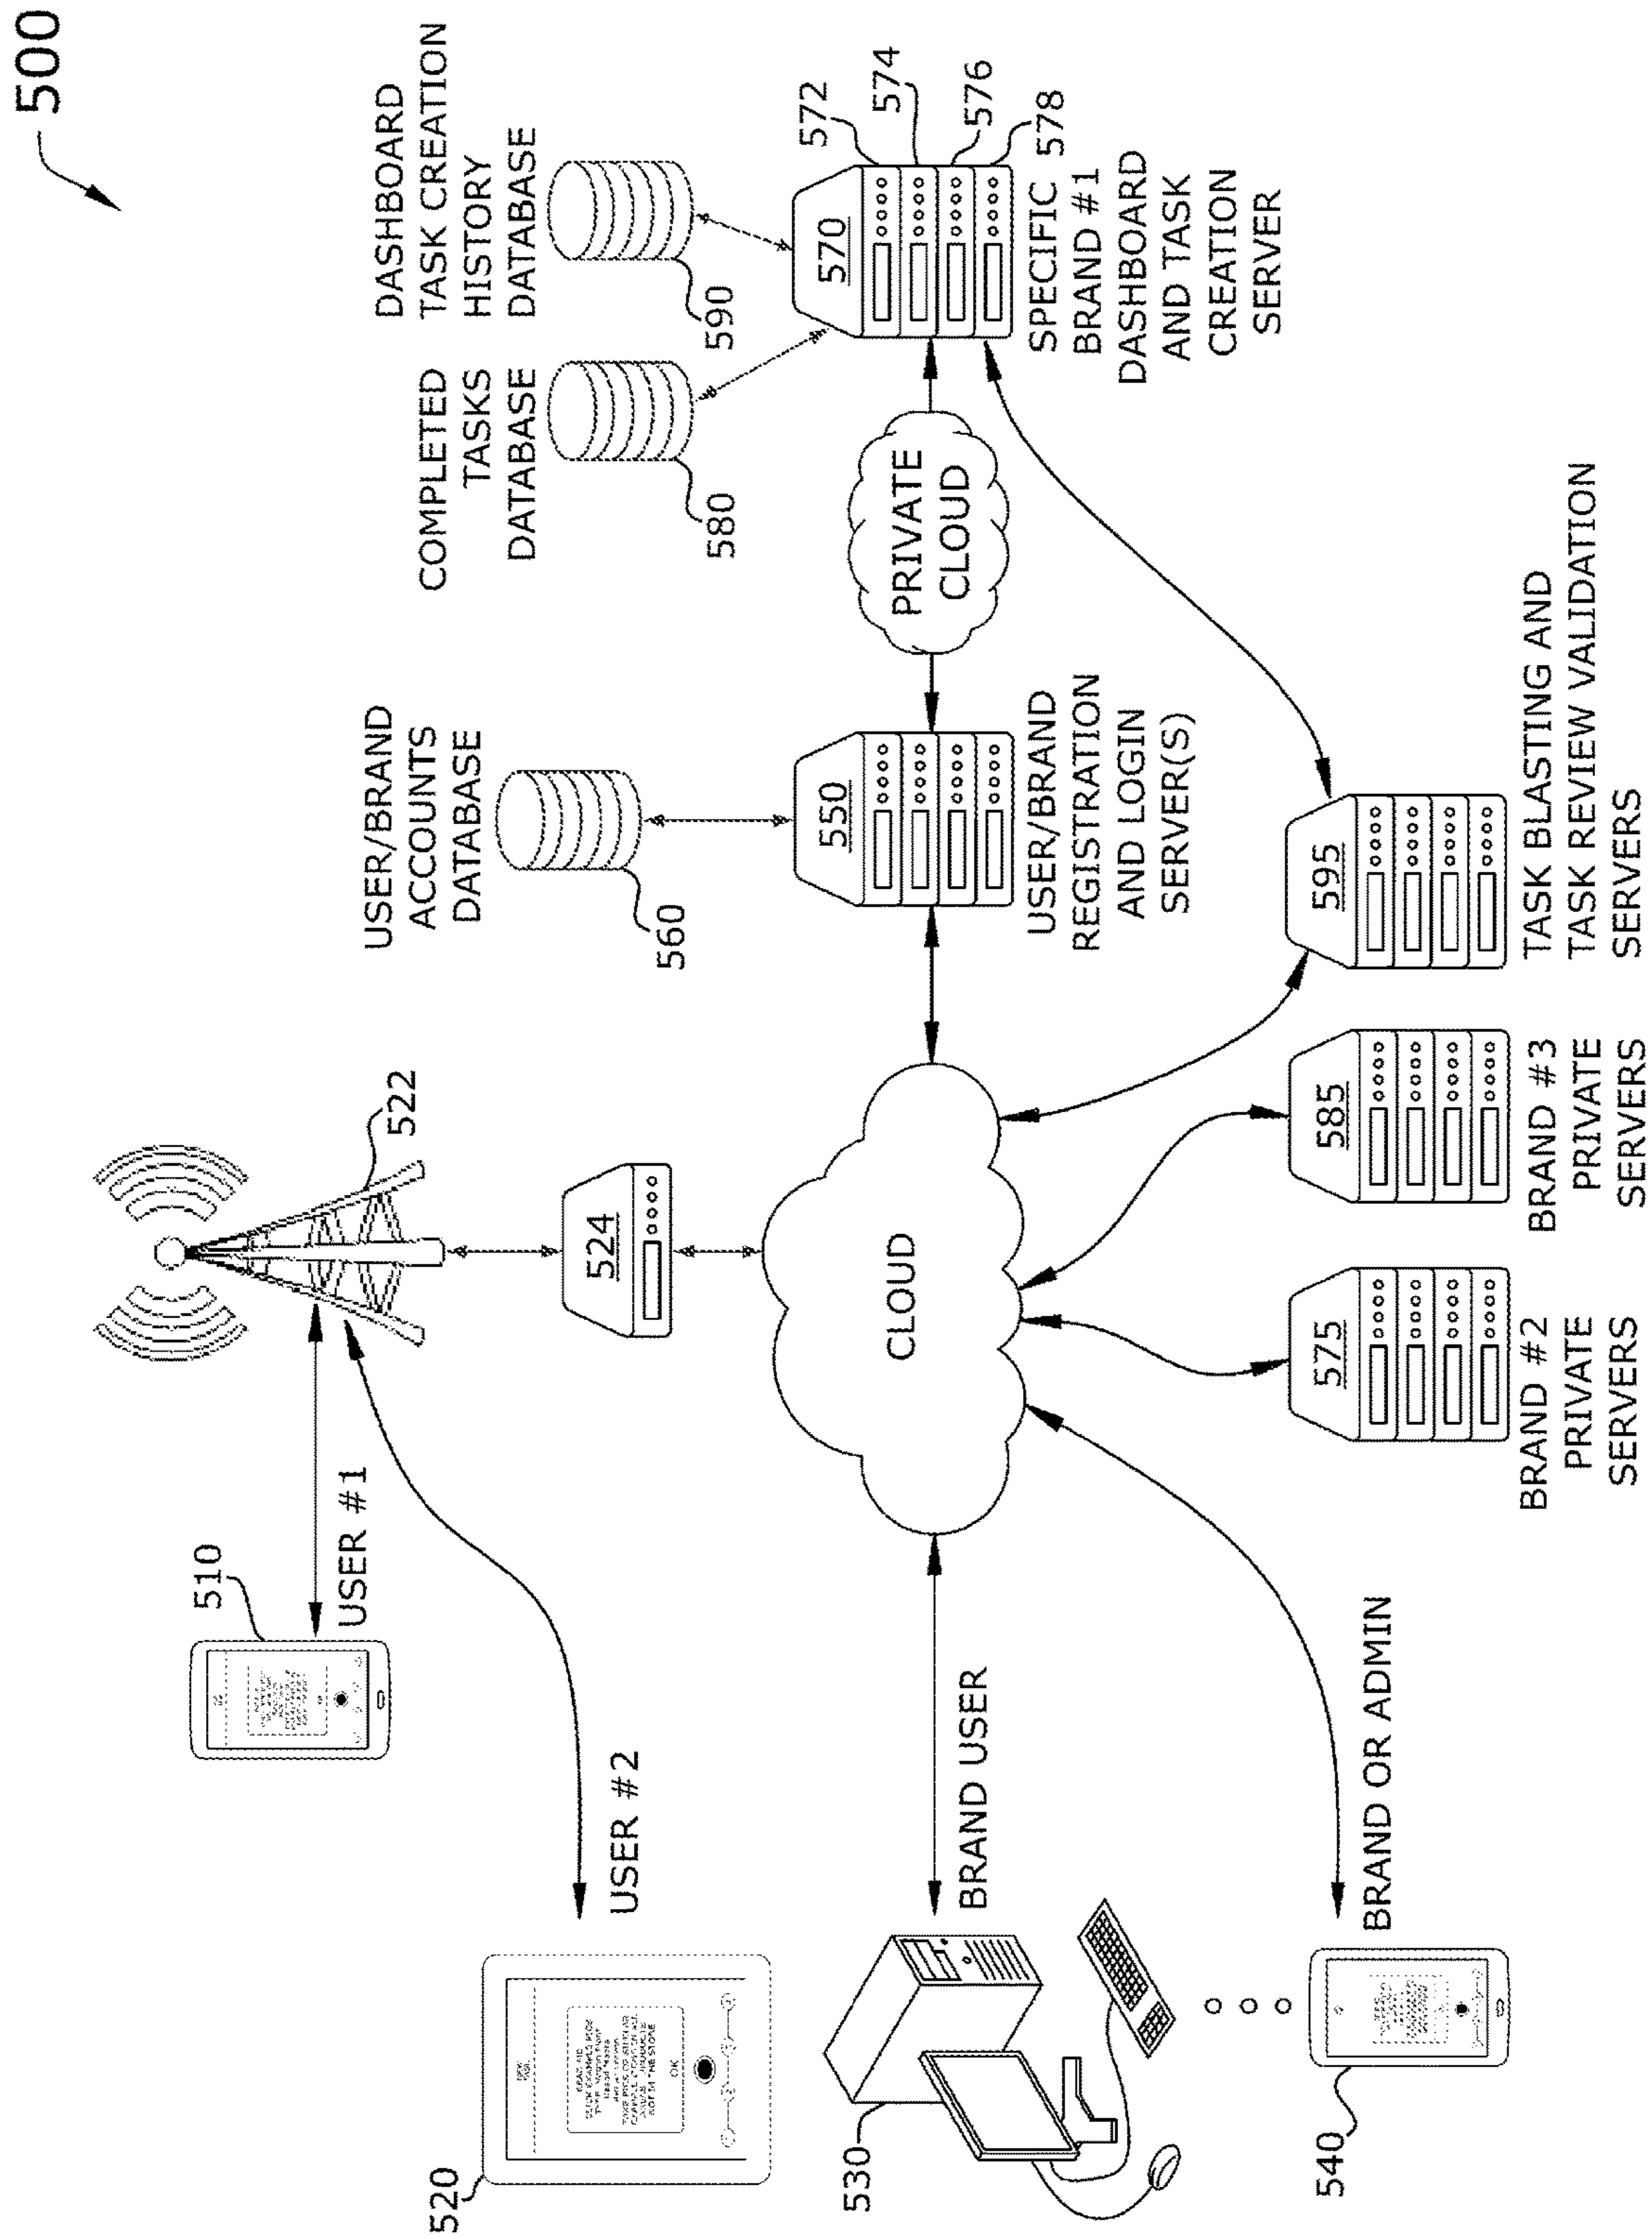 500
DASHBOARD
TASK CREATION
HISTORY
DATABASE
590
COMPLETED
TASKS
DATABASE
580
572
574
576
578
570
SPECIFIC
BRAND #1
DASHBOARD
AND TASK
CREATION
SERVER
PRIVATE
CLOUD
USER/BRAND
ACCOUNTS
DATABASE
560
550
USER/BRAND
REGISTRATION
AND LOGIN
SERVER(S)
595
TASK BLASTING AND
TASK REVIEW VALIDATION
SERVERS
522
524
CLOUD
585
BRAND #3
PRIVATE
SERVERS
575
BRAND #2
PRIVATE
SERVERS
510
USER #1
USER #2
520
OK
BRAND USER
530
BRAND OR ADMIN
540